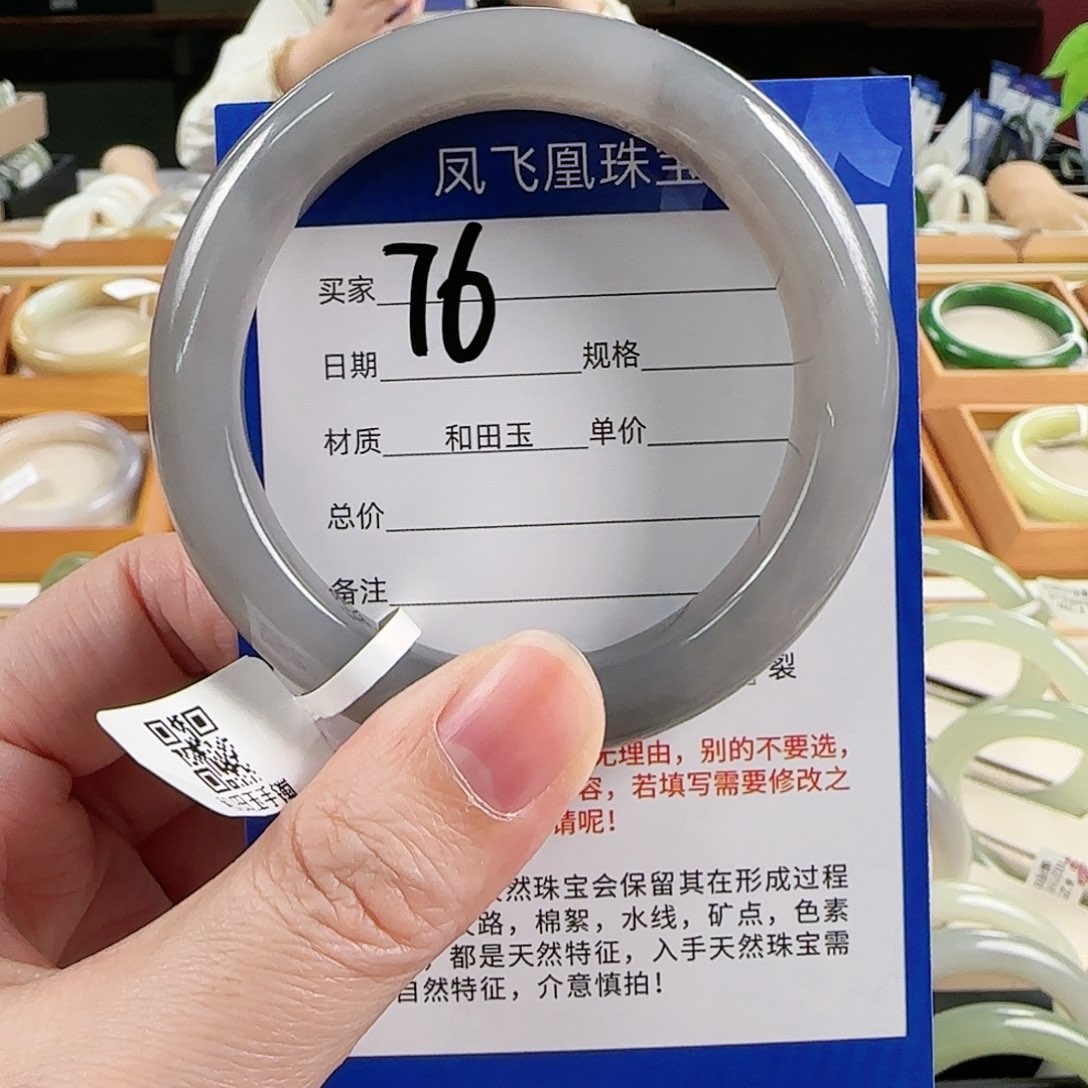 凤飞凰珠宝
76
买家
日期 规格
材质 和田玉 单价
总价
备注
裂
无理由，别的不要选，
容，若填写需要修改之
请呢！
天然珠宝会保留其在形成过程
路，棉絮，水线，矿点，色素
，都是天然特征，入手天然珠宝需
自然特征，介意慎拍！